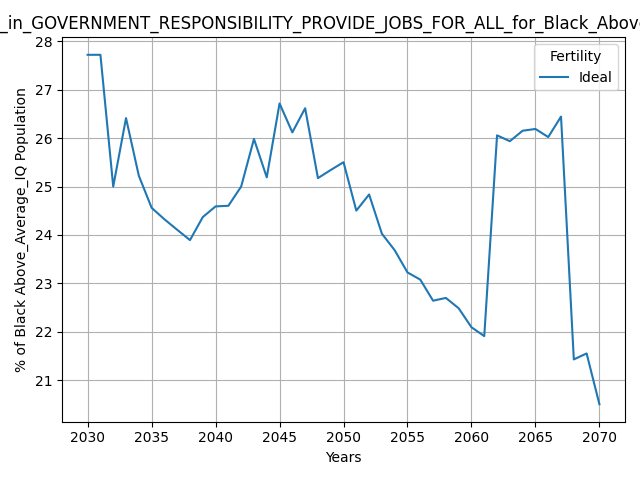 _in_GOVERNMENT_RESPONSIBILITY_PROVIDE_JOBS_FOR_ALL_for_Black_Above
Fertility
Ideal
% of Black Above_Average_IQ Population
28
27
26
25
24
23
22
21
2030 2035 2040 2045 2050 2055 2060 2065 2070
Years